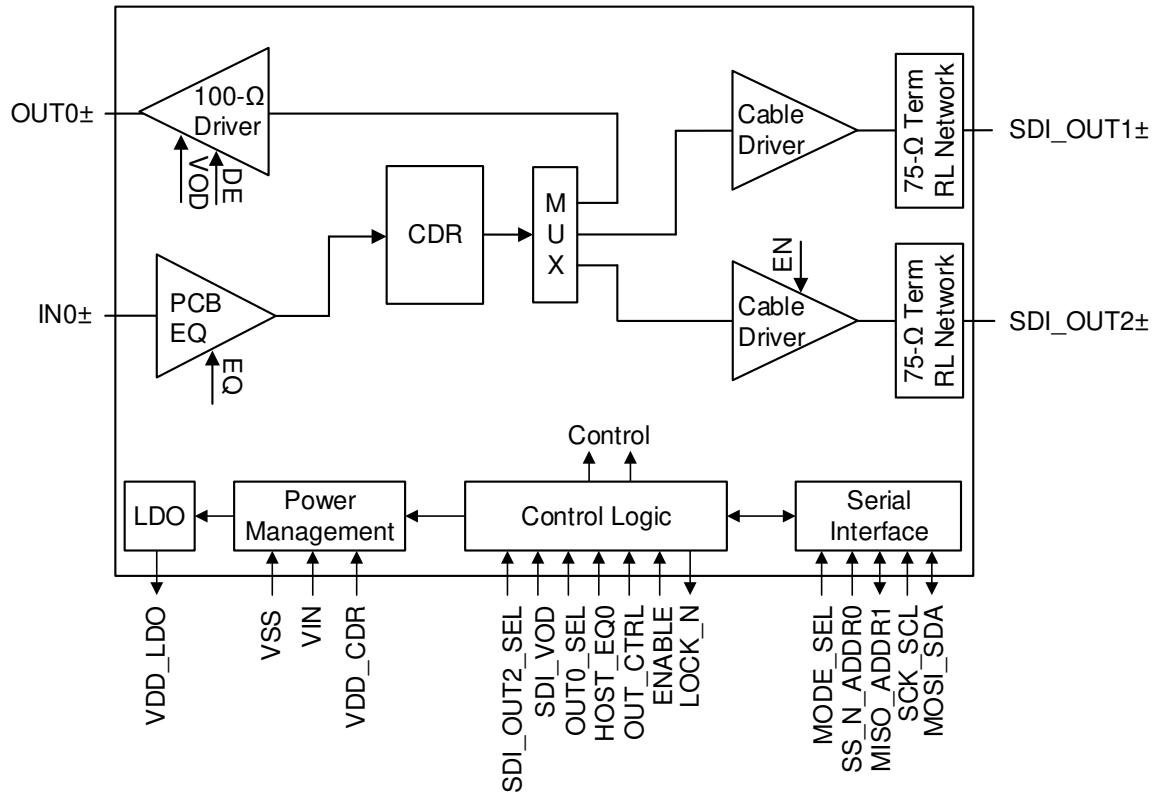 OUT0±
100-Ω
Driver
VOD
DE
IN0±
PCB
EQ
EQ
CDR
M
U
X
Cable
Driver
75-Ω Term
RL Network
SDI_OUT1±
EN
Cable
Driver
75-Ω Term
RL Network
SDI_OUT2±
Control
LDO
Power
Management
Control Logic
Serial
Interface
VDD_LDO
VSS
VIN
VDD_CDR
SDI_OUT2_SEL
SDI_VOD
OUT0_SEL
HOST_EQ0
OUT_CTRL
ENABLE
LOCK_N
MODE_SEL
SS_N_ADDR0
MISO_ADDR1
SCK_SCL
MOSI_SDA